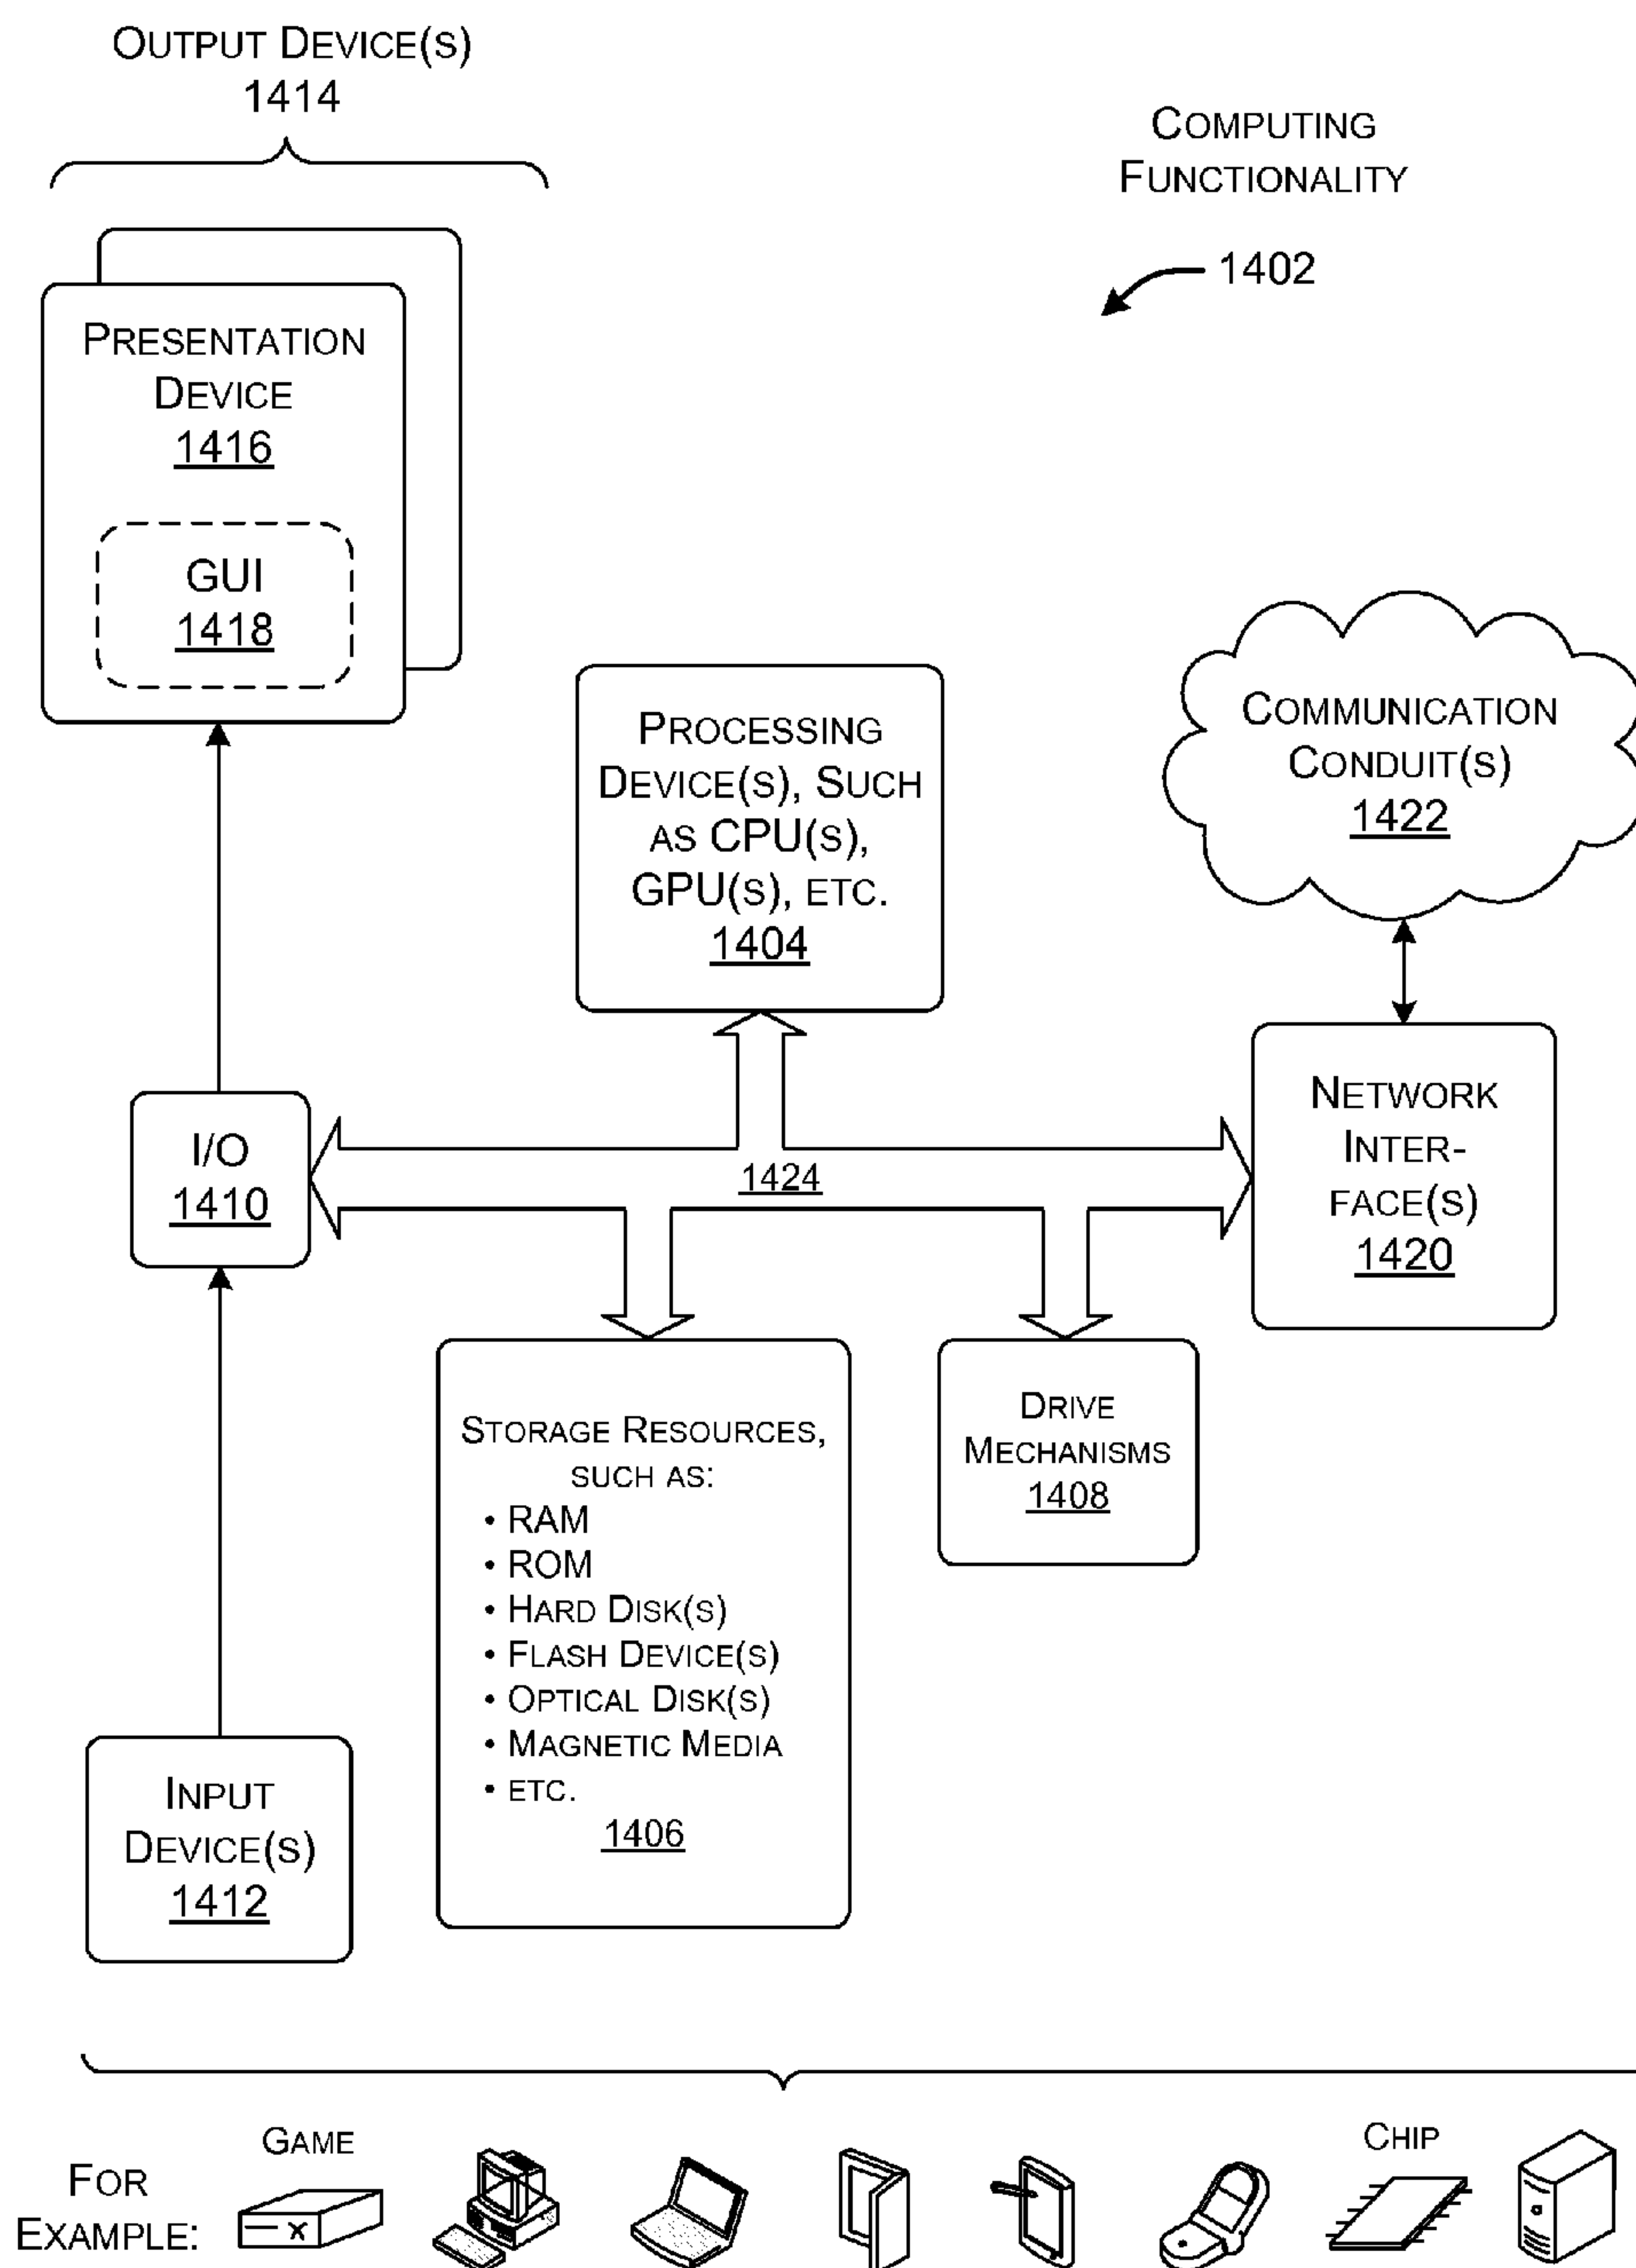 OUTPUT DEVICE(S)
1414
COMPUTING
FUNCTIONALITY
1402
PRESENTATION
DEVICE
1416
GUI
1418
PROCESSING
DEVICE(S), SUCH
AS CPU(S),
GPU(S), ETC.
1404
COMMUNICATION
CONDUIT(S)
1422
I/O
1410
1424
NETWORK
INTER-
FACE(S)
1420
STORAGE RESOURCES,
SUCH AS:
• RAM
• ROM
• HARD DISK(S)
• FLASH DEVICE(S)
• OPTICAL DISK(S)
• MAGNETIC MEDIA
• ETC.
1406
DRIVE
MECHANISMS
1408
INPUT
DEVICE(S)
1412
FOR
EXAMPLE:
GAME
CHIP